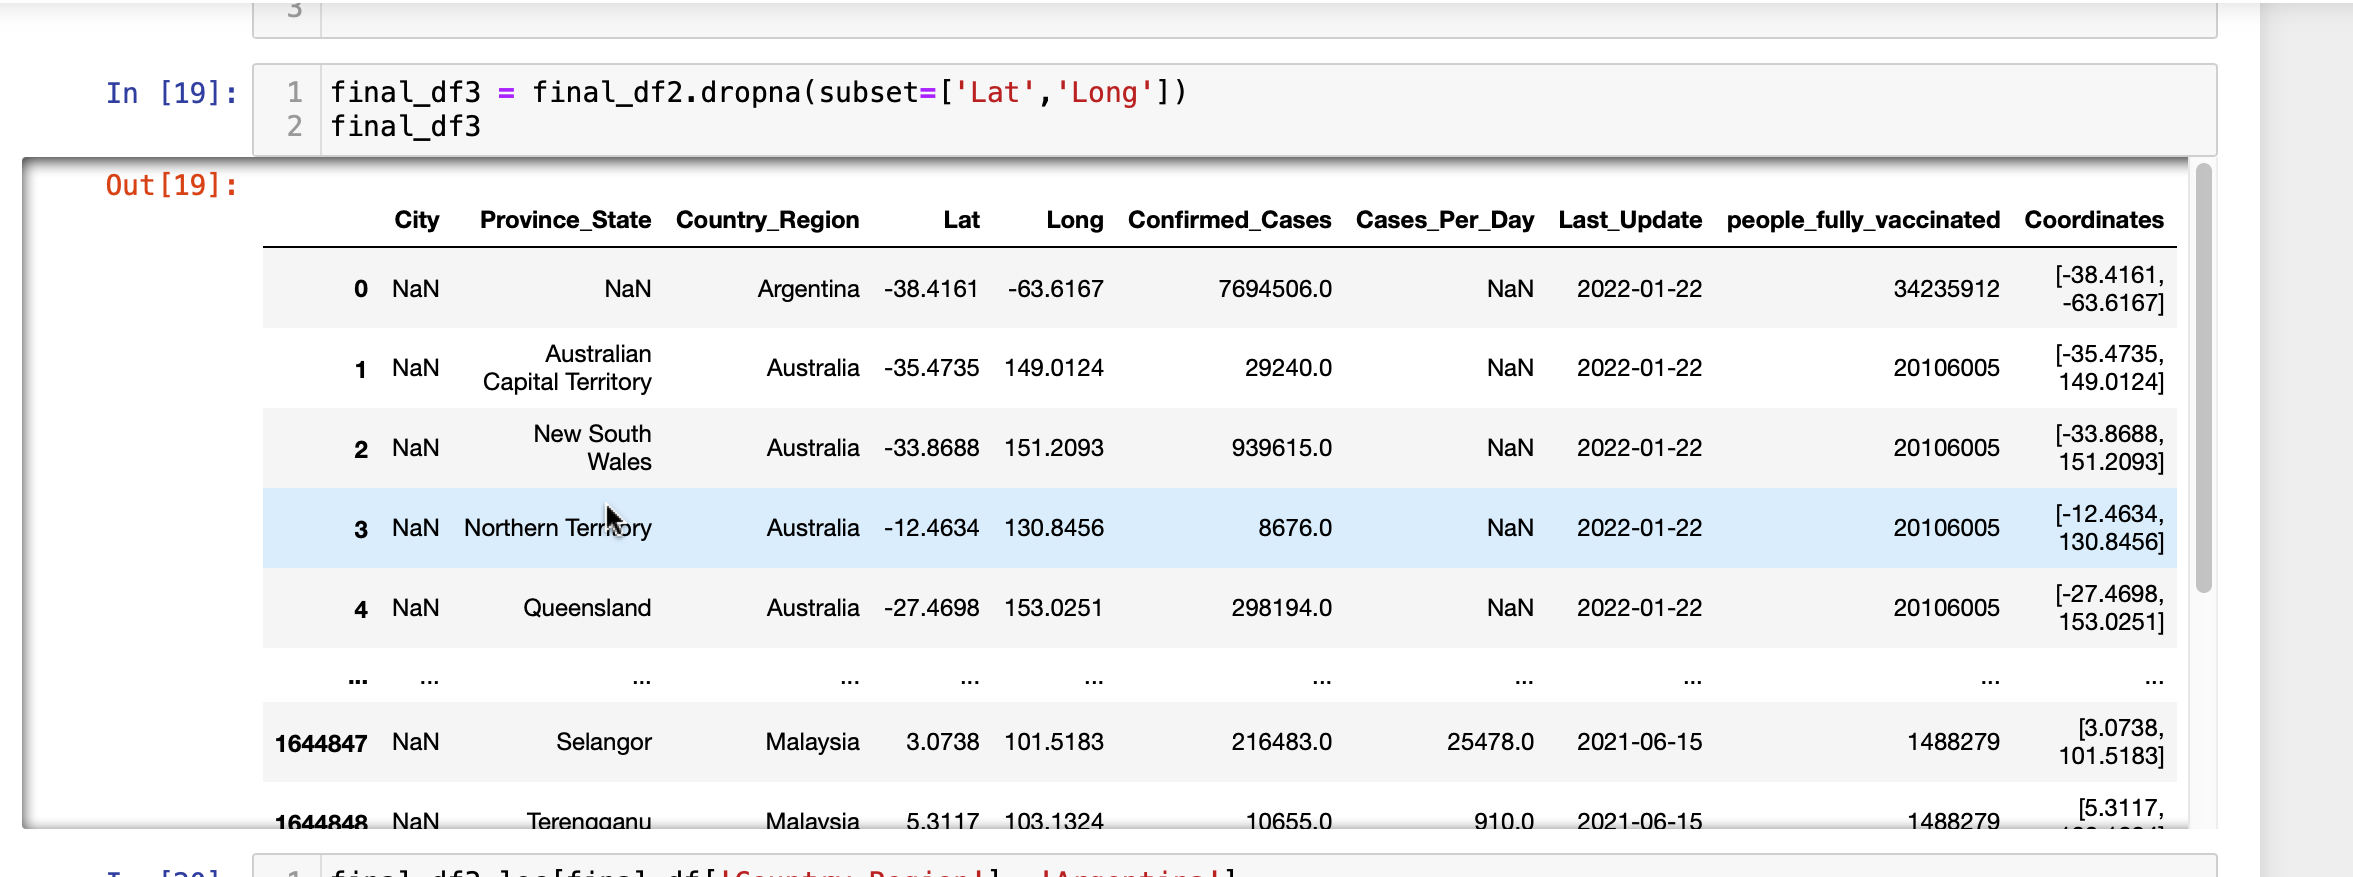 3
In [19]:
1 final_df3 = final_df2.dropna(subset=['Lat','Long'])
2 final_df3
Out[19]:
City Province_State Country_Region Lat Long Confirmed_Cases Cases_Per_Day Last_Update people_fully_vaccinated Coordinates
0 NaN NaN Argentina -38.4161 -63.6167 7694506.0 NaN 2022-01-22 34235912 [-38.4161,
-63.6167]
1 NaN Australian
Capital Territory Australia -35.4735 149.0124 29240.0 NaN 2022-01-22 20106005 [-35.4735,
149.0124]
2 NaN New South
Wales Australia -33.8688 151.2093 939615.0 NaN 2022-01-22 20106005 [-33.8688,
151.2093]
3 NaN Northern Territory Australia -12.4634 130.8456 8676.0 NaN 2022-01-22 20106005 [-12.4634,
130.8456]
4 NaN Queensland Australia -27.4698 153.0251 298194.0 NaN 2022-01-22 20106005 [-27.4698,
153.0251]
... ... ... ... ... ... ... ... ... ... ...
1644847 NaN Selangor Malaysia 3.0738 101.5183 216483.0 25478.0 2021-06-15 1488279 [3.0738,
101.5183]
1644848 NaN Terengganu Malaysia 5.3117 103.1324 10655.0 910.0 2021-06-15 1488279 [5.3117,
In [20]: